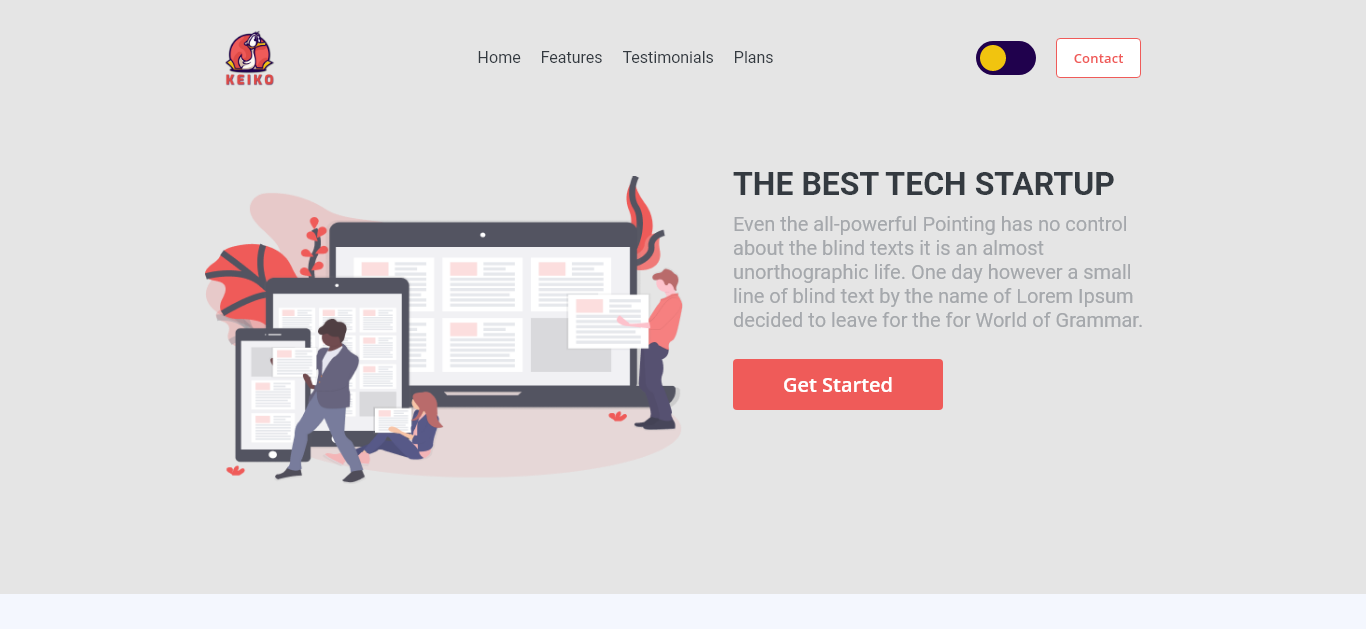 KEIKO
Home Features Testimonials Plans
Contact
THE BEST TECH STARTUP
Even the all-powerful Pointing has no control
about the blind texts it is an almost
unorthographic life. One day however a small
line of blind text by the name of Lorem Ipsum
decided to leave for the for World of Grammar.
Get Started